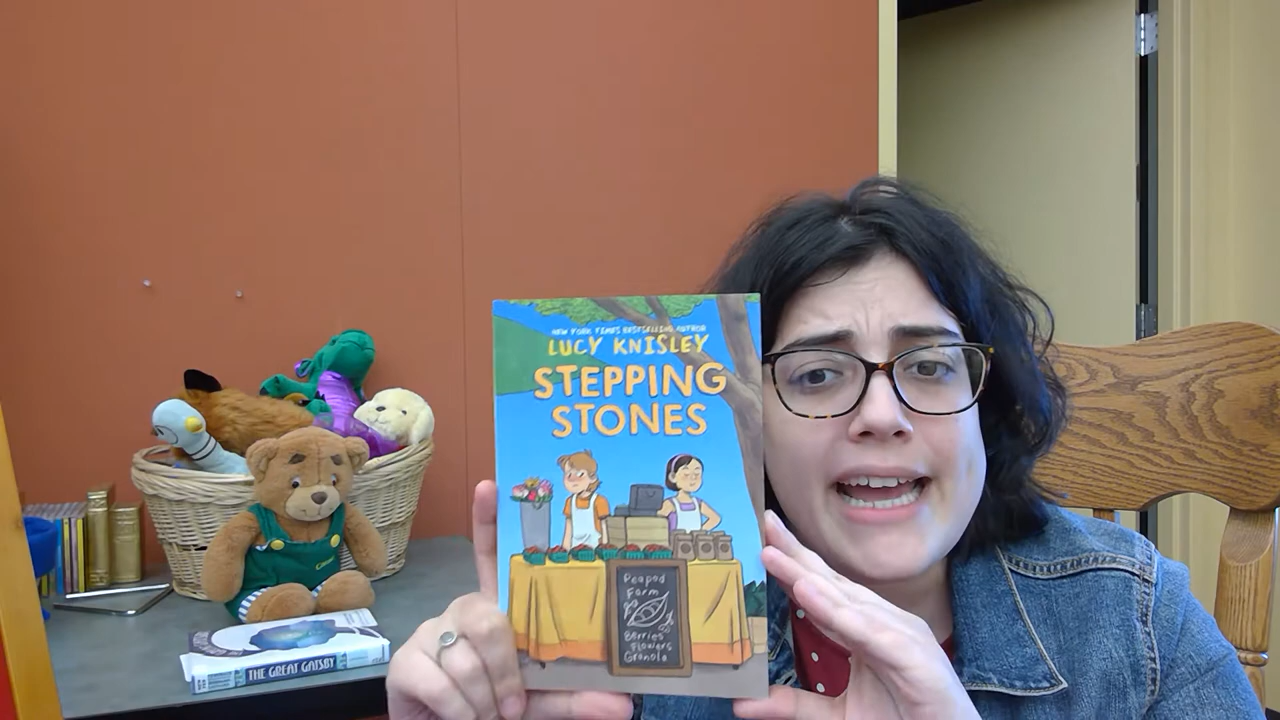 NEW YORK TIMES BESTSELLING AUTHOR
LUCY KNISLEY
STEPPING
STONES
Peapod
Farm
Berries
Flowers
Granola
THE GREAT GATSBY